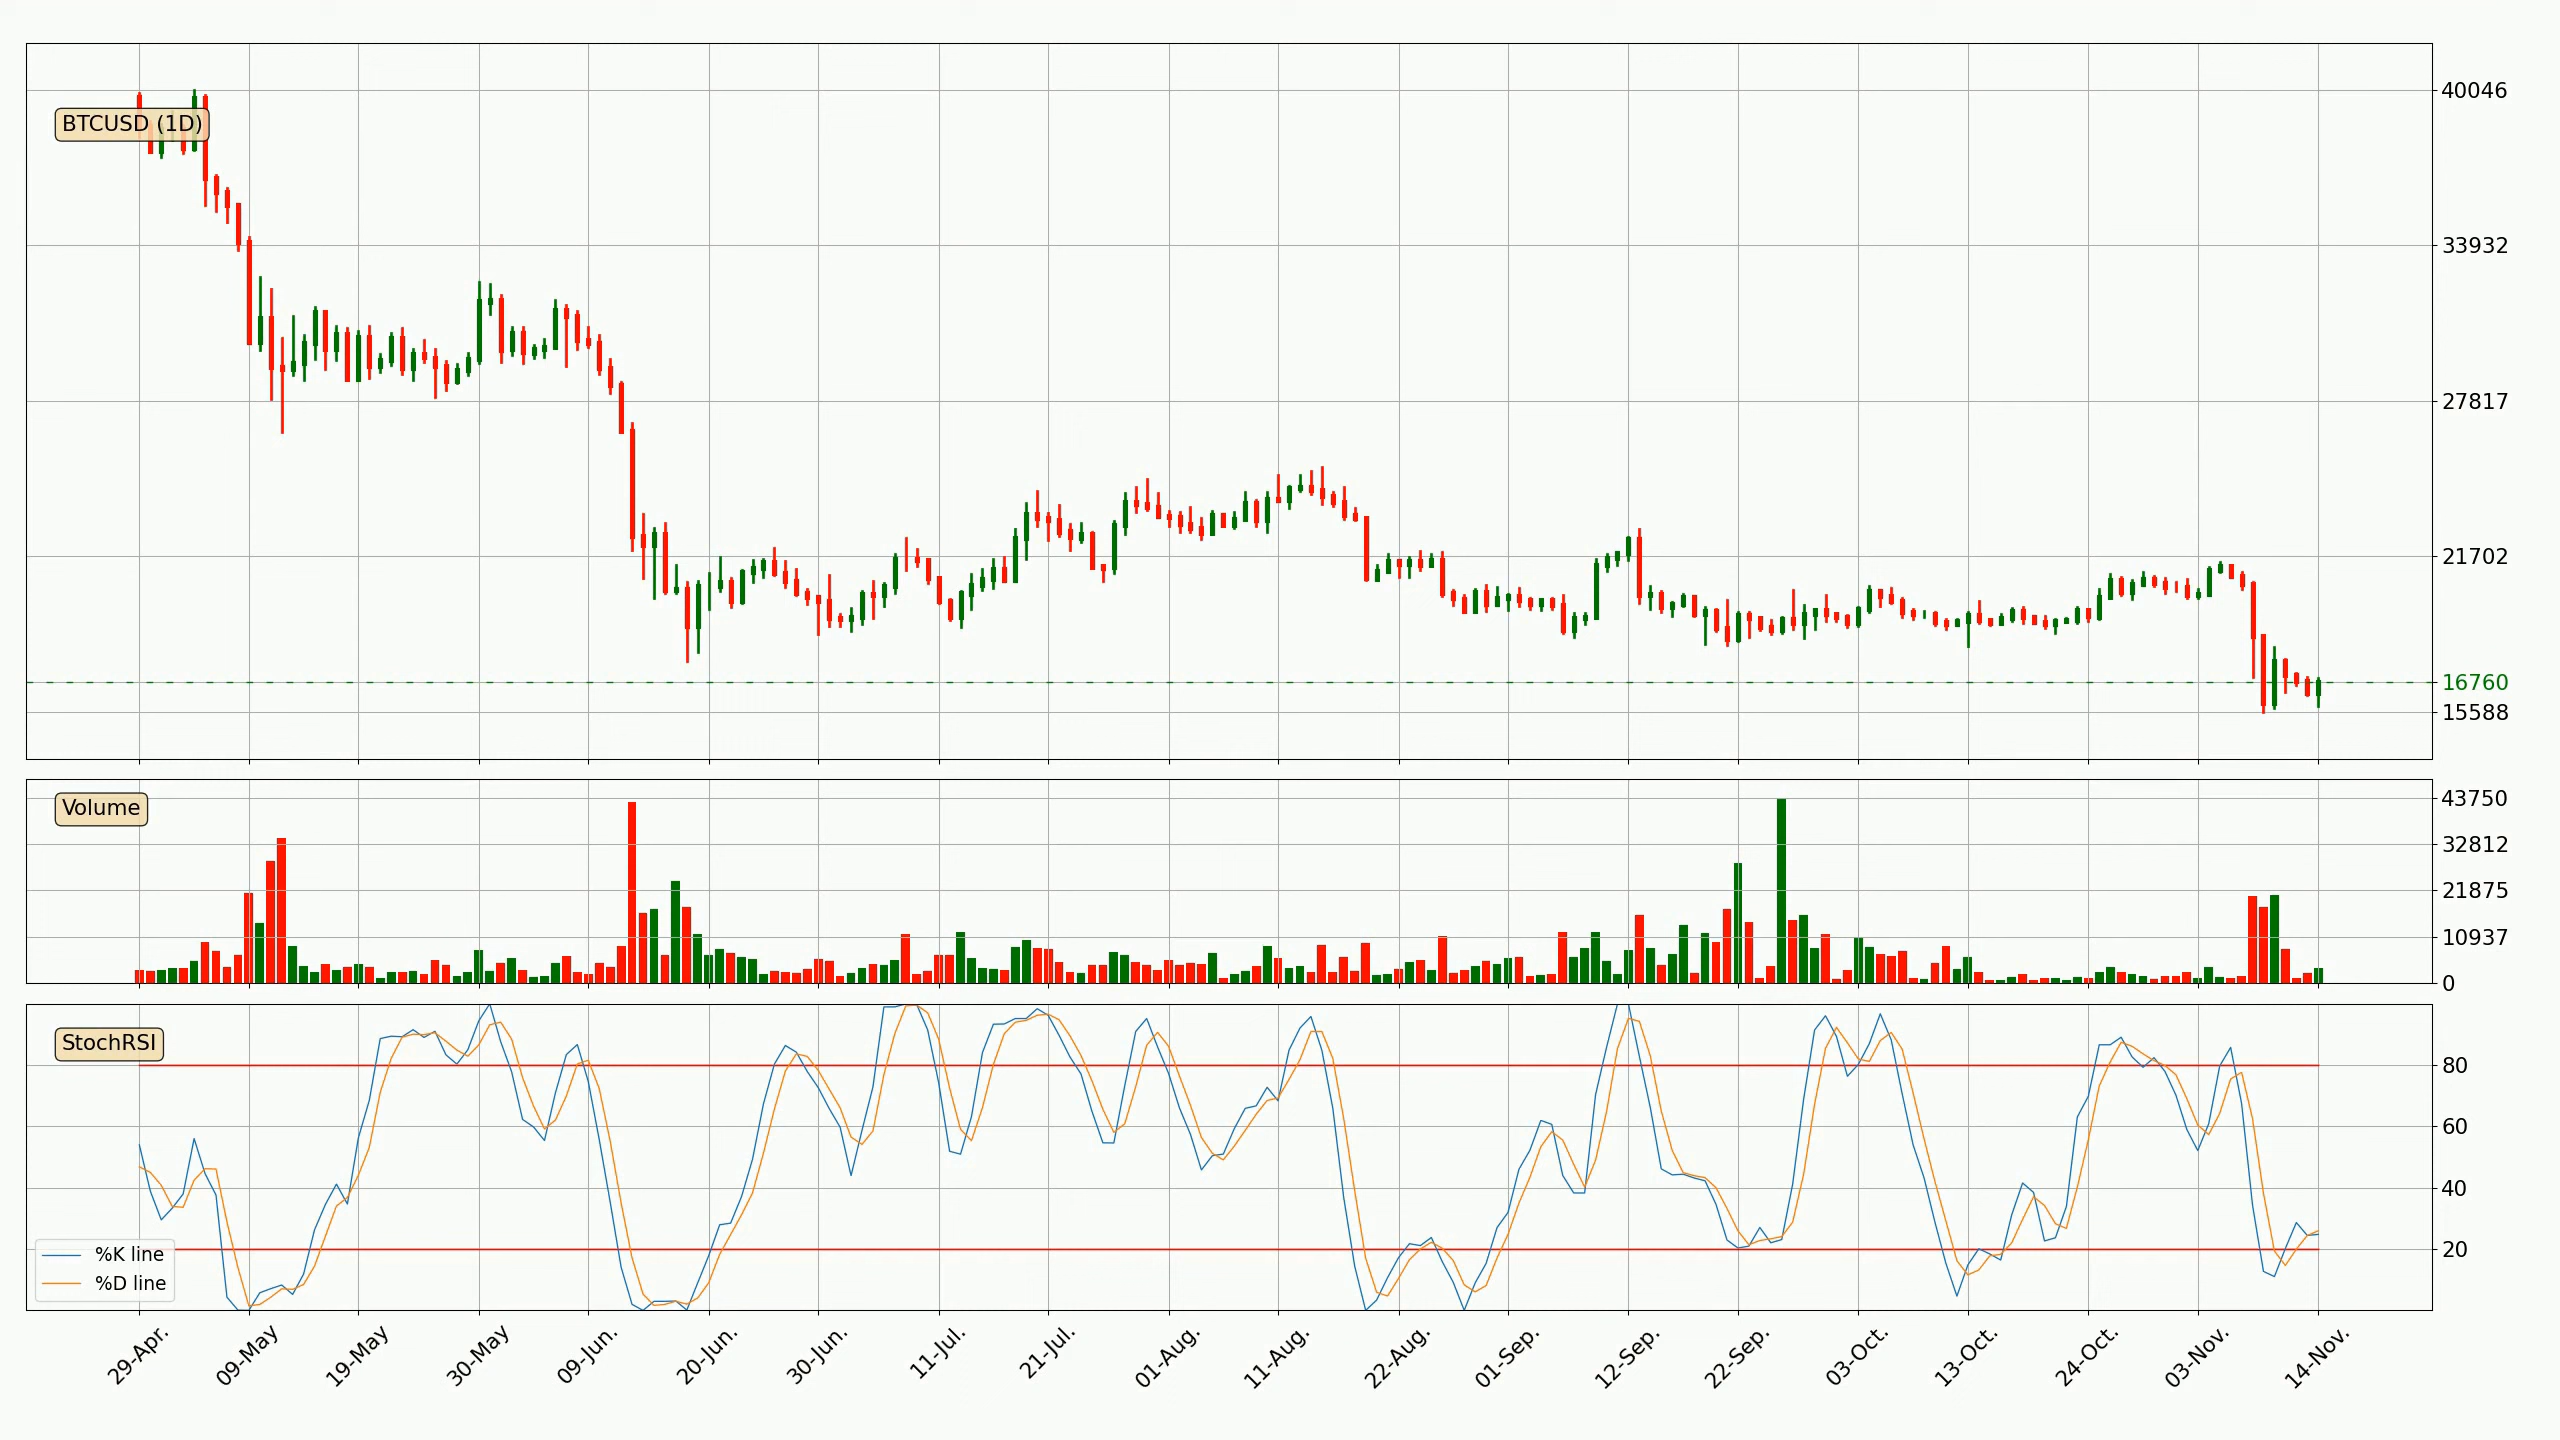 BTCUSD (1D)
40046
33932
27817
21702
16760
15588
Volume
43750
32812
21875
10937
0
StochRSI
80
60
40
20
%K line
%D line
29-Apr.
09-May
19-May
30-May
09-Jun.
20-Jun.
30-Jun.
11-Jul.
21-Jul.
01-Aug.
11-Aug.
22-Aug.
01-Sep.
12-Sep.
22-Sep.
03-Oct.
13-Oct.
24-Oct.
03-Nov.
14-Nov.